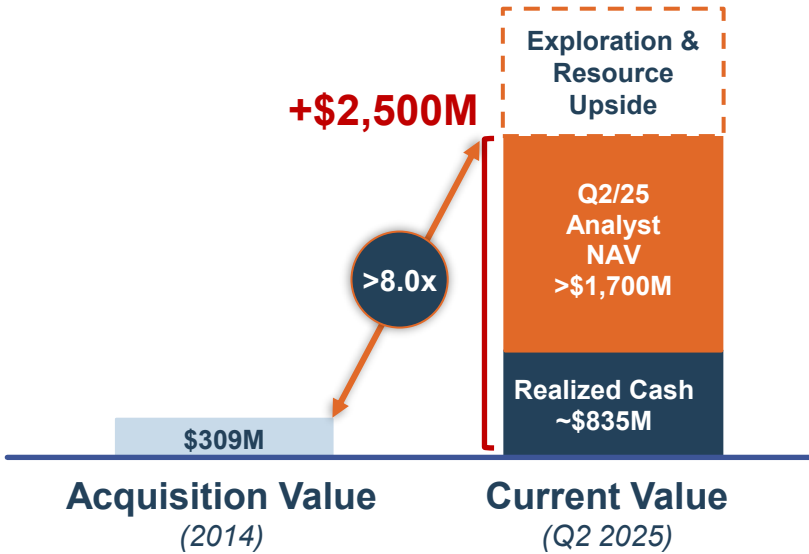 Exploration &
Resource
Upside
+$2,500M
Q2/25
Analyst
NAV
>$1,700M
>8.0x
Realized Cash
~$835M
$309M
Acquisition Value
(2014)
Current Value
(Q2 2025)